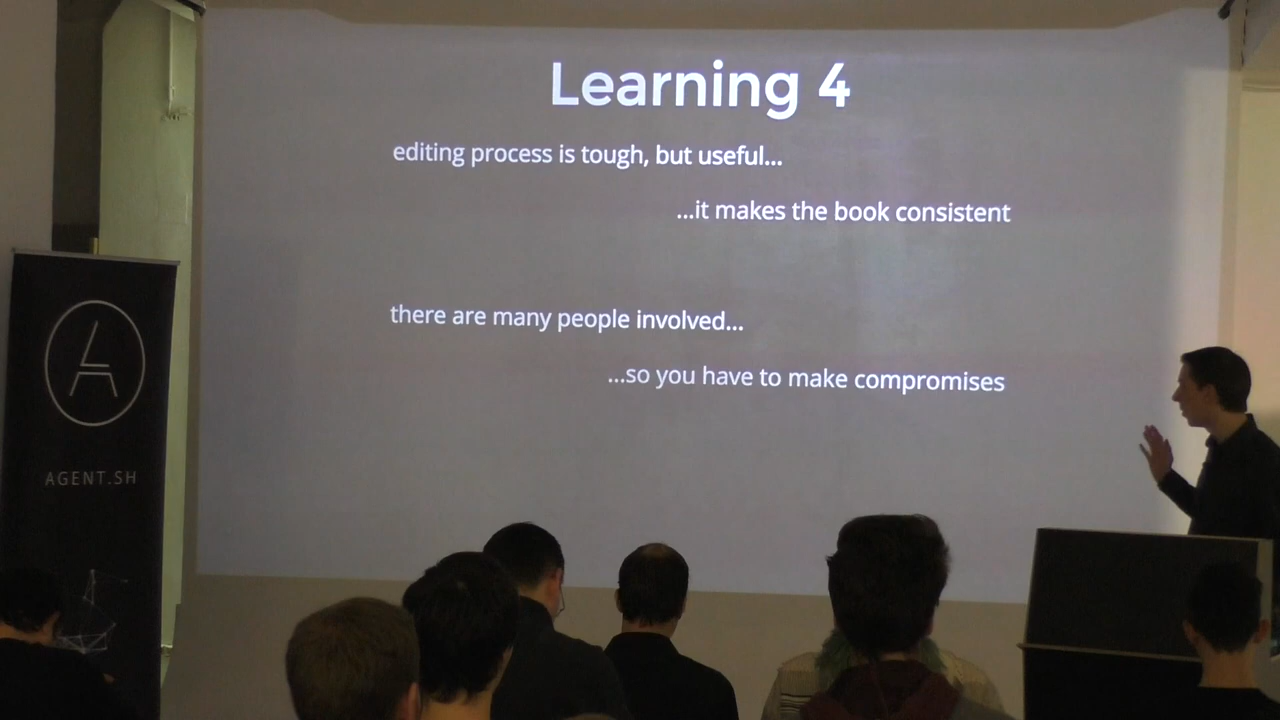 Learning 4
editing process is tough, but useful...
...it makes the book consistent
there are many people involved...
...so you have to make compromises
AGENT.SH